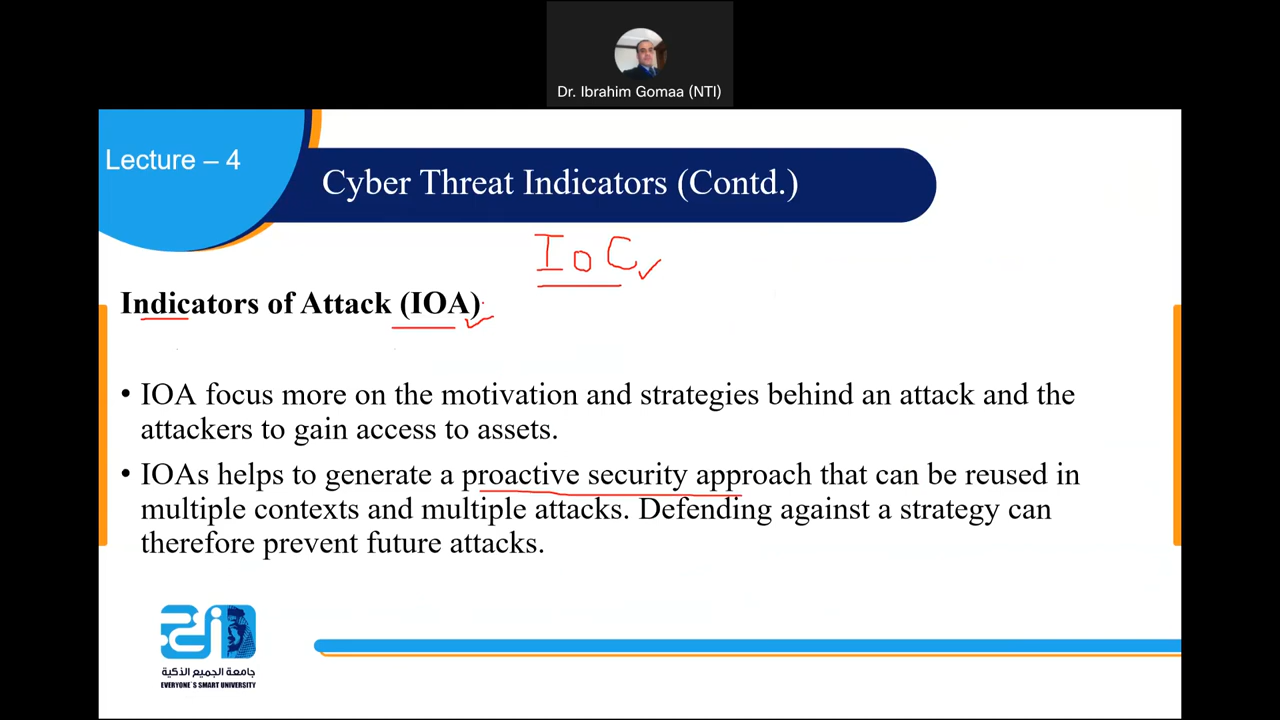 Dr. Ibrahim Gomaa (NTI)
Lecture – 4
Cyber Threat Indicators (Contd.)
IoC
Indicators of Attack (IOA)
• IOA focus more on the motivation and strategies behind an attack and the
attackers to gain access to assets.
• IOAs helps to generate a proactive security approach that can be reused in
multiple contexts and multiple attacks. Defending against a strategy can
therefore prevent future attacks.
جامعة الجميع الذكية
EVERYONE`S SMART UNIVERSITY